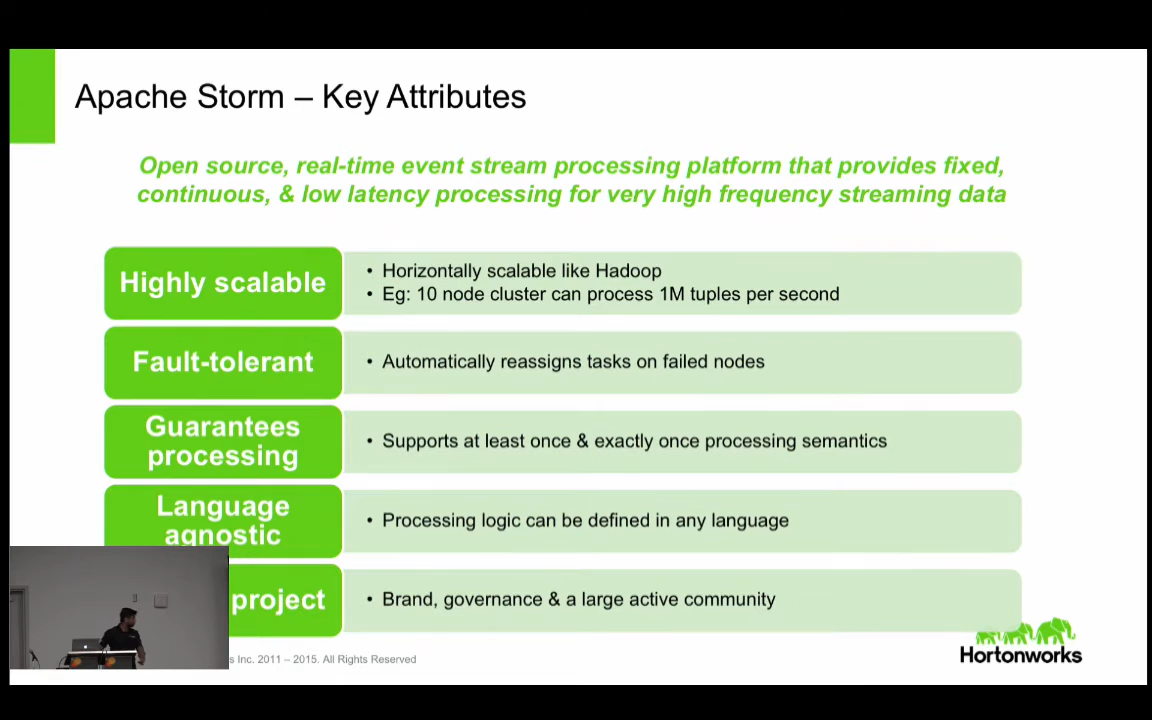 Apache Storm – Key Attributes
Open source, real-time event stream processing platform that provides fixed,
continuous, & low latency processing for very high frequency streaming data
Highly scalable
• Horizontally scalable like Hadoop
• Eg: 10 node cluster can process 1M tuples per second
Fault-tolerant
• Automatically reassigns tasks on failed nodes
Guarantees
processing
• Supports at least once & exactly once processing semantics
Language
agnostic
• Processing logic can be defined in any language
project
• Brand, governance & a large active community
Inc. 2011 – 2015. All Rights Reserved
Hortonworks